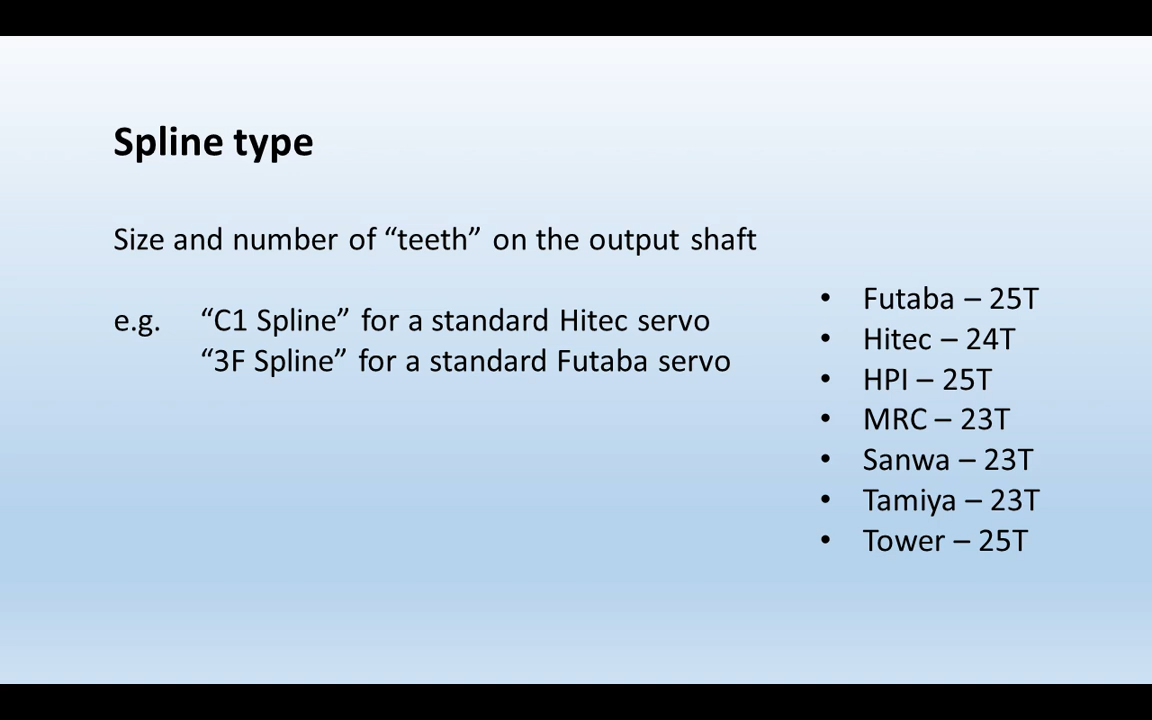 Spline type
Size and number of “teeth” on the output shaft
e.g. “C1 Spline” for a standard Hitec servo
“3F Spline” for a standard Futaba servo
• Futaba – 25T
• Hitec – 24T
• HPI – 25T
• MRC – 23T
• Sanwa – 23T
• Tamiya – 23T
• Tower – 25T